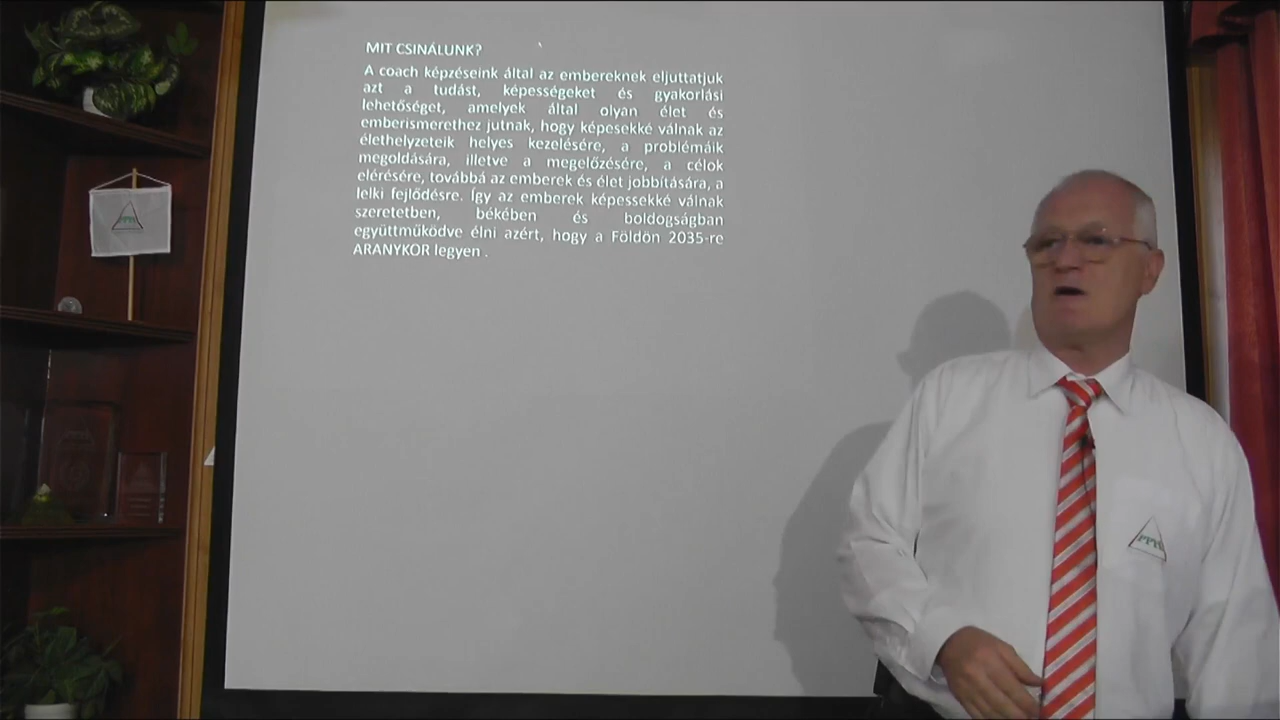 MIT CSINÁLUNK?
A coach képzéseink által az embereknek eljuttatjuk
azt a tudást, képességeket és gyakorlási
lehetőséget, amelyek által olyan élet és
emberismerethez jutnak, hogy képesekké válnak az
élethelyzeteik helyes kezelésére, a problémáik
megoldására, illetve a megelőzésére, a célok
elérésére, továbbá az emberek és élet jobbítására, a
lelki fejlődésre. Így az emberek képessekké válnak
szeretetben, békében és boldogságban
együttműködve élni azért, hogy a Földön 2035-re
ARANYKOR legyen .